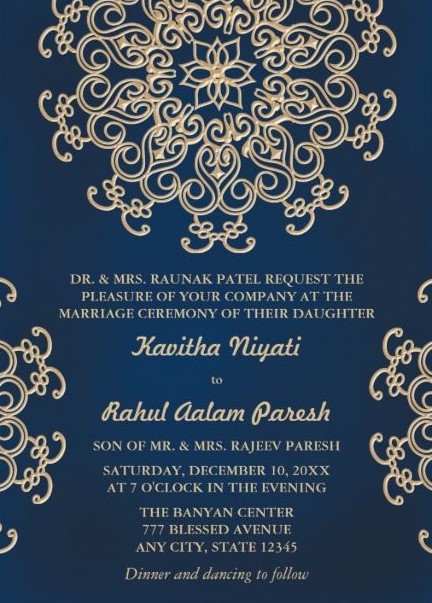 DR. & MRS. RAUNAK PATEL REQUEST THE
PLEASURE OF YOUR COMPANY AT THE
MARRIAGE CEREMONY OF THEIR DAUGHTER
Kavitha Niyati
to
Rahul Aalam Paresh
SON OF MR. & MRS. RAJEEV PARESH
SATURDAY, DECEMBER 10, 20XX
AT 7 O'CLOCK IN THE EVENING
THE BANYAN CENTER
777 BLESSED AVENUE
ANY CITY, STATE 12345
Dinner and dancing to follow